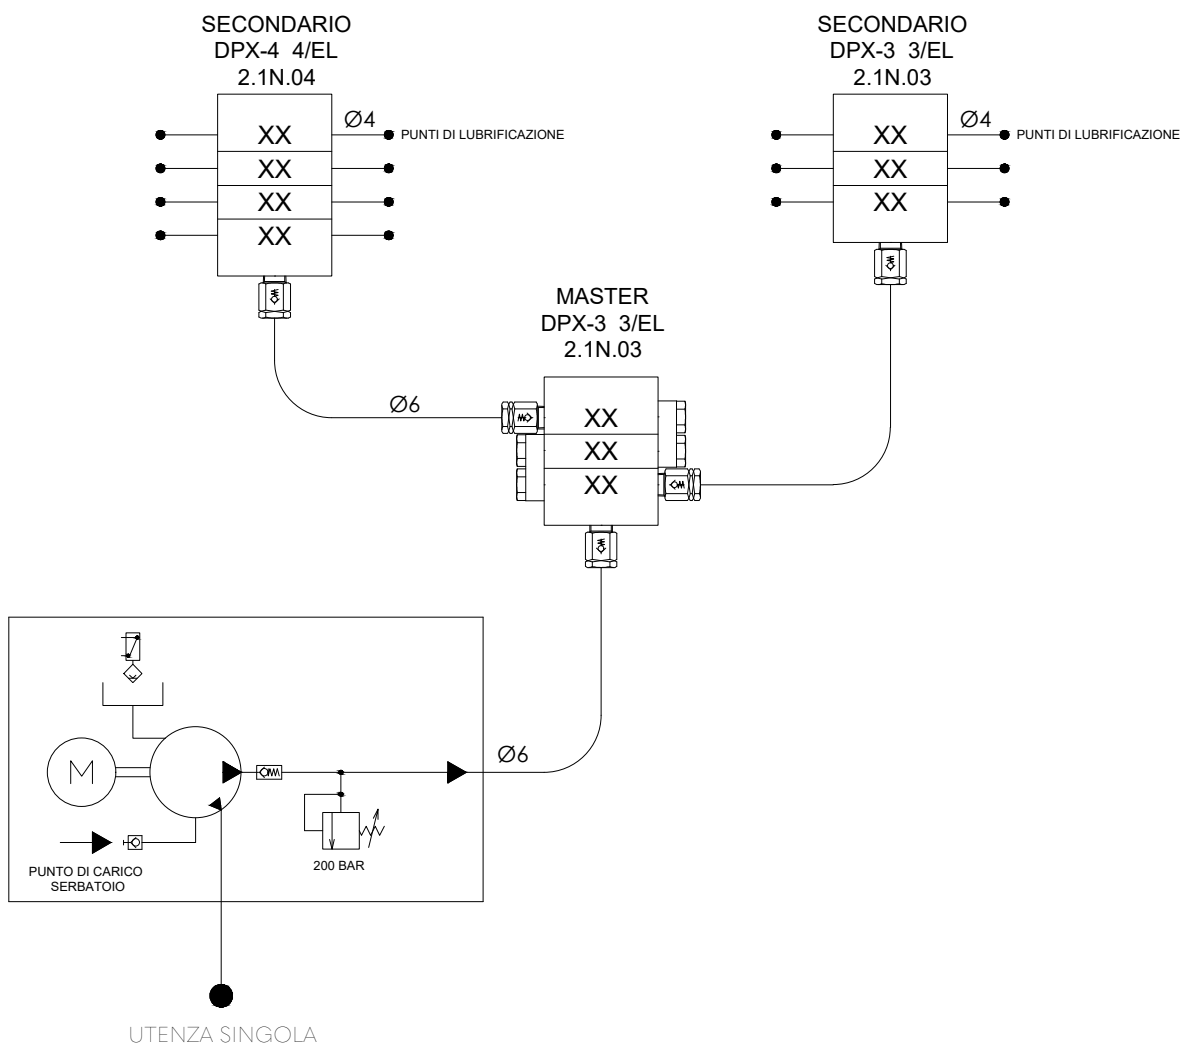 SECONDARIO
DPX-4 4/EL
2.1N.04
XX
XX
XX
XX
Ø4
PUNTI DI LUBRIFICAZIONE
SECONDARIO
DPX-3 3/EL
2.1N.03
XX
XX
XX
Ø4
PUNTI DI LUBRIFICAZIONE
MASTER
DPX-3 3/EL
2.1N.03
XX
XX
XX
Ø6
Ø6
M
200 BAR
PUNTO DI CARICO
SERBATOIO
UTENZA SINGOLA